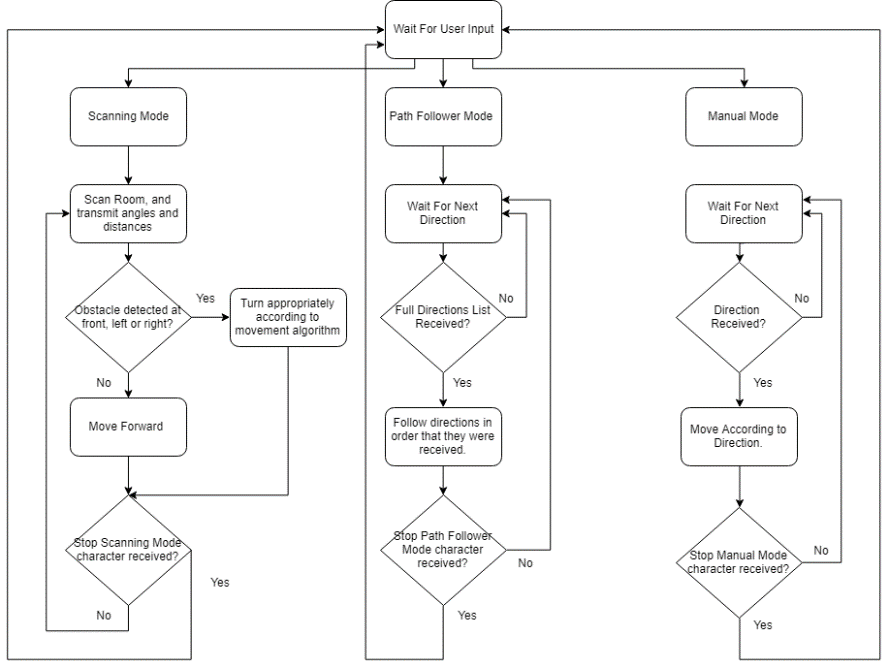 Wait For User Input
Scanning Mode
Path Follower Mode
Manual Mode
Scan Room, and
transmit angles and
distances
Wait For Next
Direction
Wait For Next
Direction
Obstacle detected at
front, left or right?
Yes
Turn appropriately
according to
movement algorithm
Full Directions List
Received?
No
Direction
Received?
No
No
Yes
Yes
Move Forward
Follow directions in
order that they were
received.
Move According to
Direction.
Stop Scanning Mode
character received?
Yes
No
Stop Path Follower
Mode character
received?
No
Yes
Stop Manual Mode
character received?
No
Yes